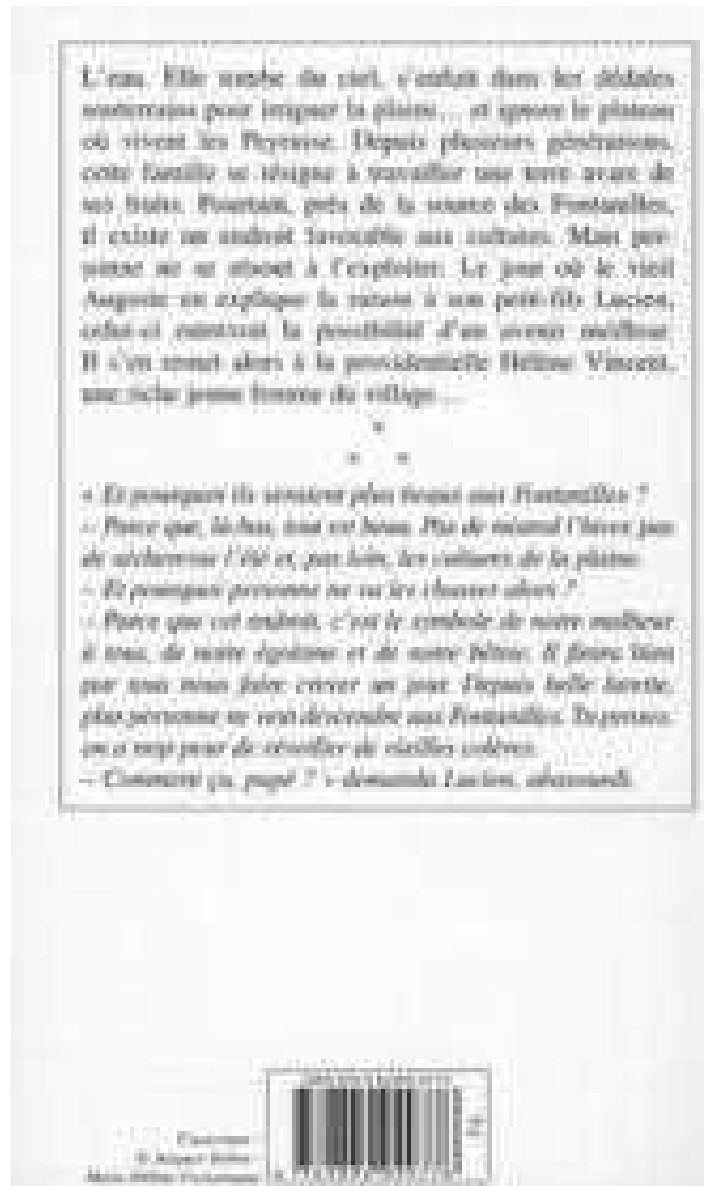 L'eau. Elle tombe du ciel, s'enfuit dans les dédales
souterrains pour irriguer la plaine… et ignore le plateau
où vivent les Depuis plusieurs générations,
cette famille se résigne à travailler une terre avare de
ses fruits. Pourtant, près de la source des Fontanilles,
il existe un endroit favorable aux cultures. Mais per-
sonne ne se résout à l'exploiter. Le jour où le vieil
Auguste en explique la raison à son petit-fils Lucien,
celui-ci entrevoit la possibilité d'un avenir meilleur.
Il s'en remet alors à la providentielle Hélène Vincent,
une riche jeune femme du village…
*
* *
« Et pourquoi ils seraient plus beaux aux Fontanilles ?
– Parce que, là-bas, tout est beau. Pas de mistral l'hiver, pas
de sécheresse l'été et, pas loin, les cultures de la plaine.
– Et pourquoi personne ne va les chasser alors ?
– Parce que cet endroit, c'est le symbole de notre malheur
à tous, de notre égoïsme et de notre bêtise. Il finira bien
par tous nous faire crever un jour. Depuis belle lurette,
plus personne ne veut descendre aux Fontanilles. Tu penses,
on a trop peur de réveiller de vieilles colères.
– Comment ça, papé ? » demanda Lucien, abasourdi.